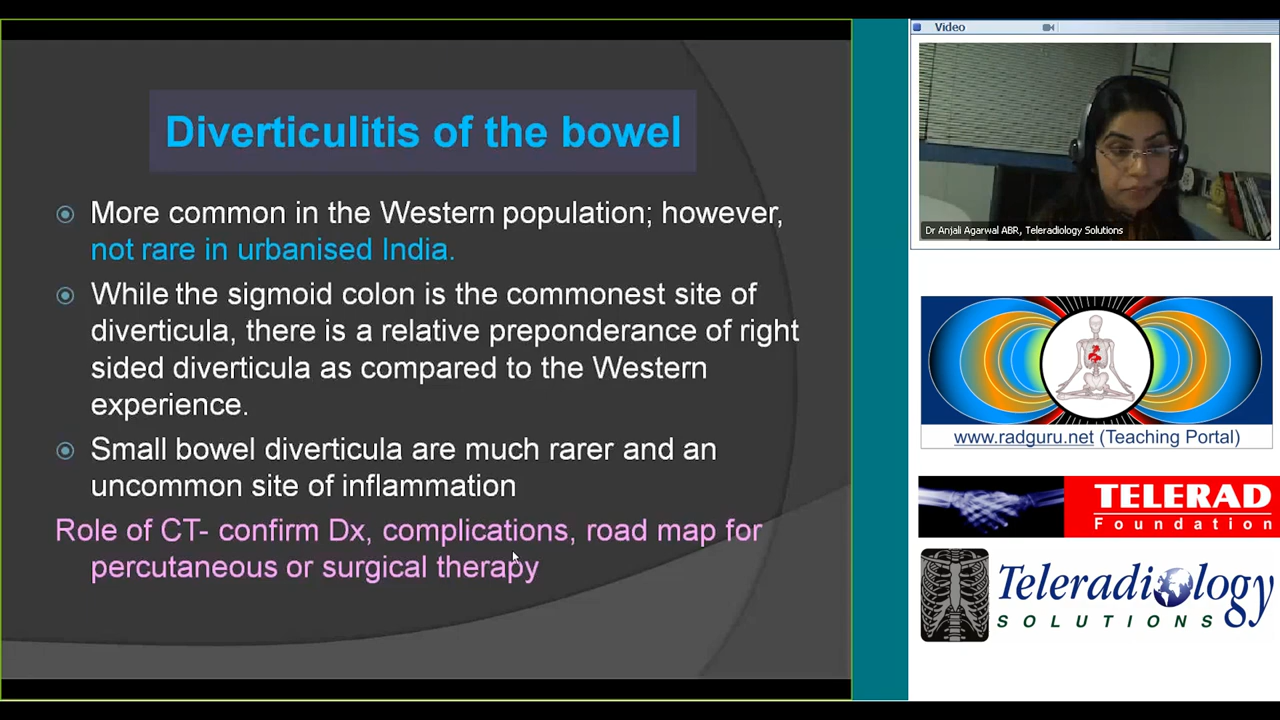 Diverticulitis of the bowel
More common in the Western population; however,
not rare in urbanised India.
While the sigmoid colon is the commonest site of
diverticula, there is a relative preponderance of right
sided diverticula as compared to the Western
experience.
Small bowel diverticula are much rarer and an
uncommon site of inflammation
Role of CT- confirm Dx, complications, road map for
percutaneous or surgical therapy
Video
Dr Anjali Agarwal ABR, Teleradiology Solutions
www.radguru.net (Teaching Portal)
TELERAD
Foundation
Teleradiology
SOLUTIONS